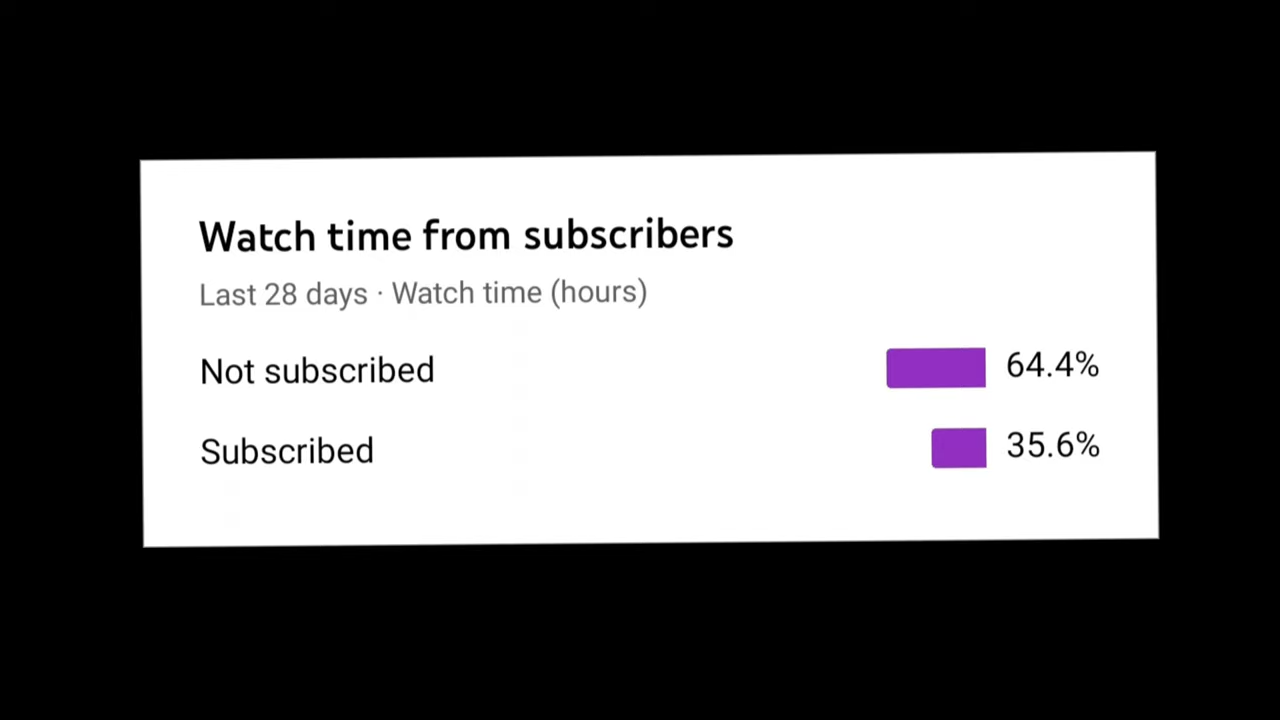 Watch time from subscribers
Last 28 days · Watch time (hours)
Not subscribed 64.4%
Subscribed 35.6%